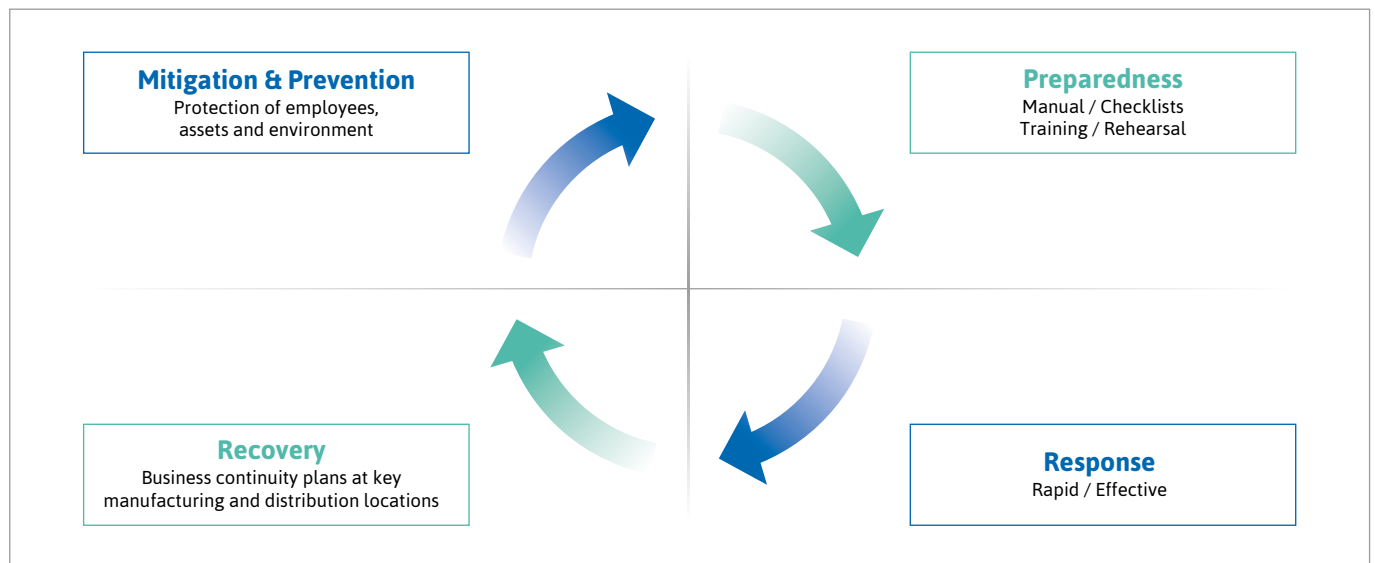 Mitigation & Prevention
Protection of employees,
assets and environment
Preparedness
Manual / Checklists
Training / Rehearsal
Recovery
Business continuity plans at key
manufacturing and distribution locations
Response
Rapid / Effective